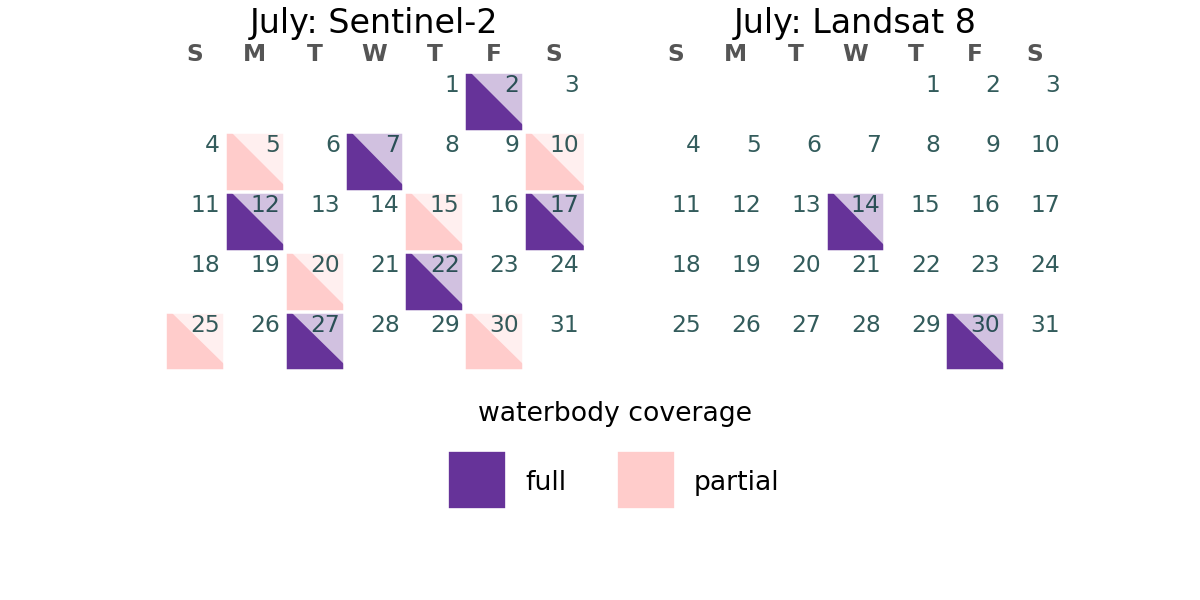 July: Sentinel-2
S M T W T F S
1 2 3
4 5 6 7 8 9 10
11 12 13 14 15 16 17
18 19 20 21 22 23 24
25 26 27 28 29 30 31
July: Landsat 8
S M T W T F S
1 2 3
4 5 6 7 8 9 10
11 12 13 14 15 16 17
18 19 20 21 22 23 24
25 26 27 28 29 30 31
waterbody coverage
full
partial